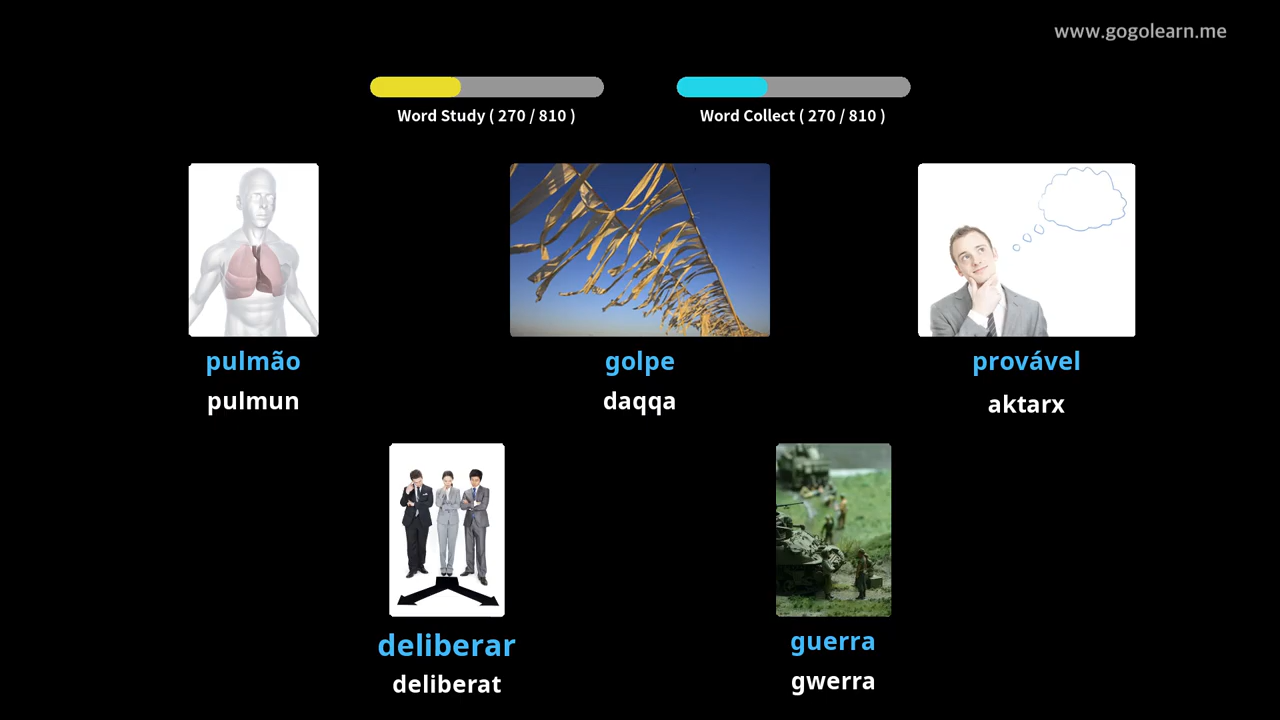 www.gogolearn.me
Word Study ( 270 / 810 )
Word Collect ( 270 / 810 )
pulmão
pulmun
golpe
daqqa
provável
aktarx
deliberar
deliberat
guerra
gwerra